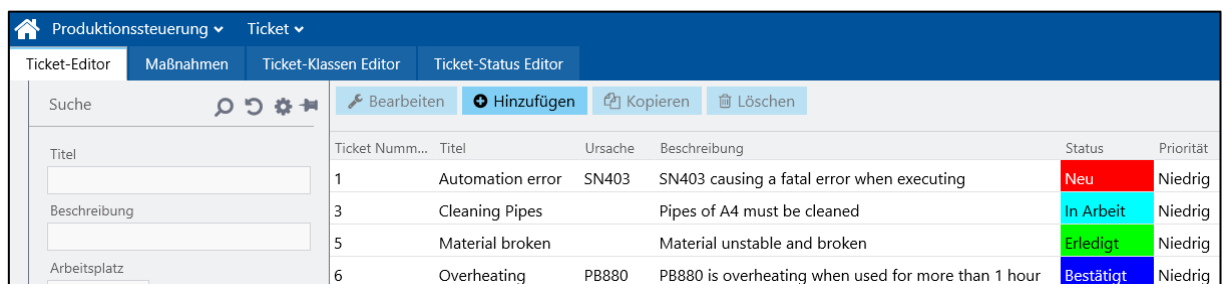 Produktionssteuerung Ticket
Ticket-Editor Maßnahmen Ticket-Klassen Editor Ticket-Status Editor
Suche
Bearbeiten Hinzufügen Kopieren Löschen
Titel
Beschreibung
Arbeitsplatz
Ticket Numm... Titel Ursache Beschreibung Status Priorität
1 Automation error SN403 SN403 causing a fatal error when executing Neu Niedrig
3 Cleaning Pipes Pipes of A4 must be cleaned In Arbeit Niedrig
5 Material broken Material unstable and broken Erledigt Niedrig
6 Overheating PB880 PB880 is overheating when used for more than 1 hour Bestätigt Niedrig